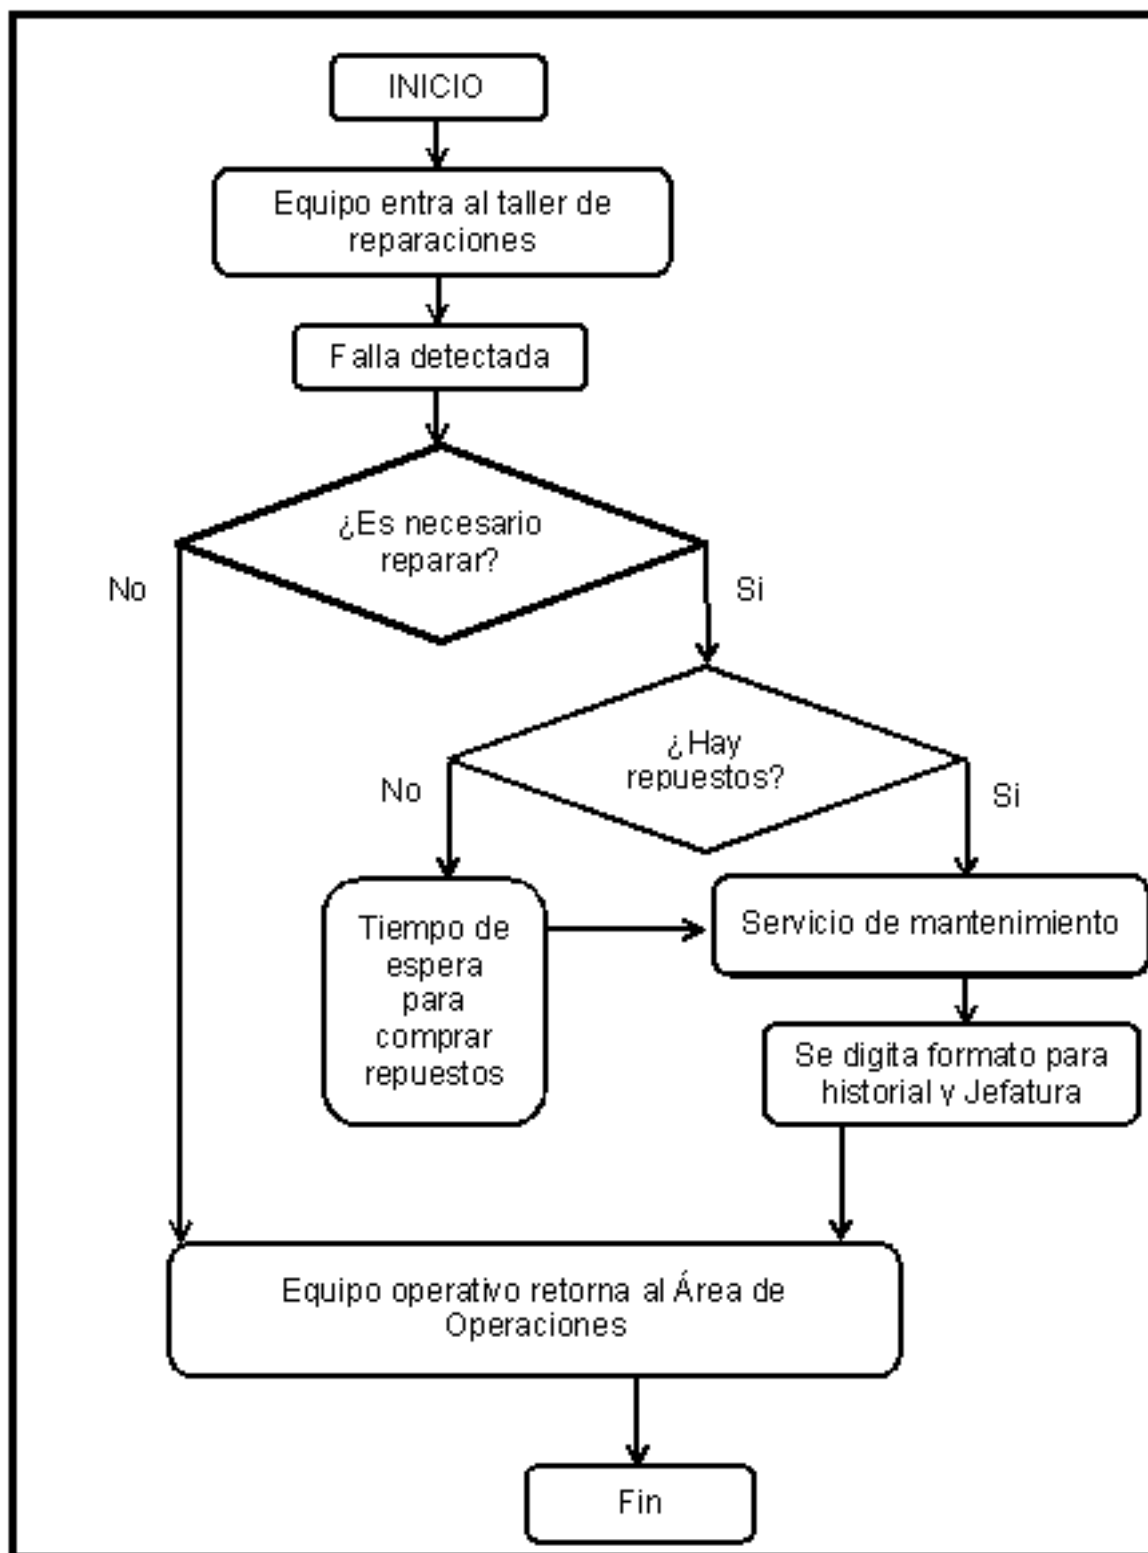 INICIO
Equipo entra al taller de
reparaciones
Falla detectada
¿Es necesario
reparar?
No
Si
¿Hay
repuestos?
No
Si
Tiempo de
espera
para
comprar
repuestos
Servicio de mantenimiento
Se digita formato para
historial y Jefatura
Equipo operativo retorna al Área de
Operaciones
Fin